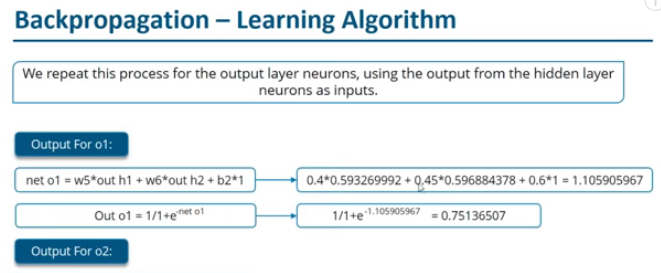 Backpropagation – Learning Algorithm
We repeat this process for the output layer neurons, using the output from the hidden layer
neurons as inputs.
Output For o1:
net o1 = w5*out h1 + w6*out h2 + b2*1
0.4*0.593269992 + 0.45*0.596884378 + 0.6*1 = 1.105905967
Out o1 = 1/1+e-net o1
1/1+e-1.105905967 = 0.75136507
Output For o2: